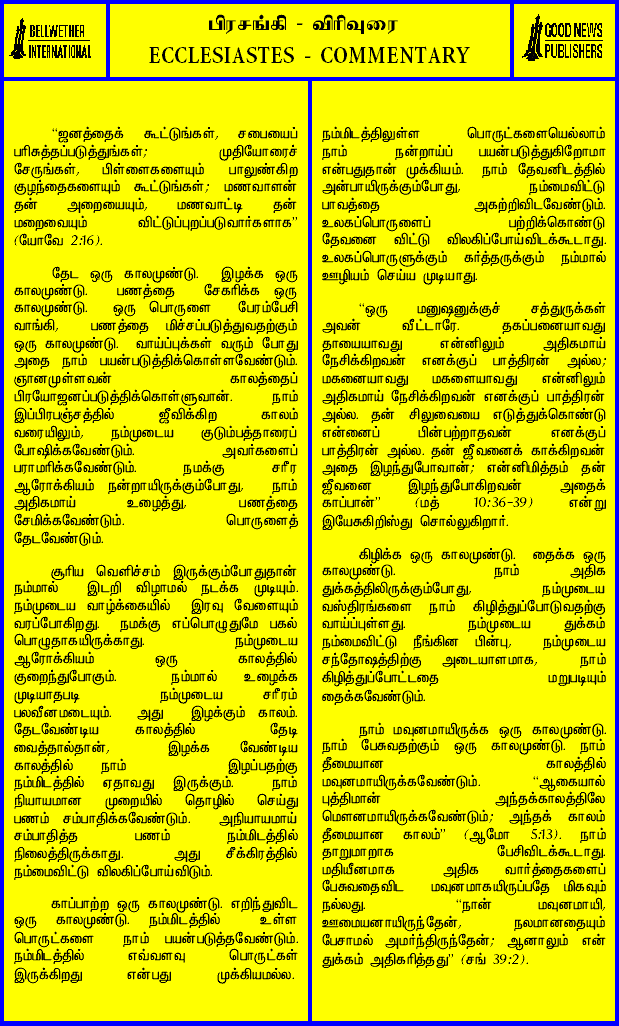 BELLWETHER
INTERNATIONAL
பிரசங்கி - விரிவுரை
ECCLESIASTES - COMMENTARY
GOOD NEWS
PUBLISHERS
“ஜனத்தைக் கூட்டுங்கள், சபையைப்
பரிசுத்தப்படுத்துங்கள்; முதியோரைச்
சேருங்கள், பிள்ளைகளையும் பாலுண்கிற
குழந்தைகளையும் கூட்டுங்கள்; மணவாளன்
தன் அறையையும், மணவாட்டி தன்
மறைவையும் விட்டுப்புறப்படுவார்களாக”
(யோவே 2:16).
தேட ஒரு காலமுண்டு. இழக்க ஒரு
காலமுண்டு. பணத்தை சேகரிக்க ஒரு
காலமுண்டு. ஒரு பொருளை பேரம்பேசி
வாங்கி, பணத்தை மிச்சப்படுத்துவதற்கும்
ஒரு காலமுண்டு. வாய்ப்புக்கள் வரும் போது
அதை நாம் பயன்படுத்திக்கொள்ளவேண்டும்.
ஞானமுள்ளவன் காலத்தைப்
பிரயோஜனப்படுத்திக்கொள்ளுவான். நாம்
இப்பிரபஞ்சத்தில் ஜீவிக்கிற காலம்
வரையிலும், நம்முடைய குடும்பத்தாரைப்
போஷிக்கவேண்டும். அவர்களைப்
பராமரிக்கவேண்டும். நமக்கு சரீர
ஆரோக்கியம் நன்றாயிருக்கும்போது, நாம்
அதிகமாய் உழைத்து, பணத்தை
சேமிக்கவேண்டும். பொருளைத்
தேடவேண்டும்.
சூரிய வெளிச்சம் இருக்கும்போதுதான்
நம்மால் இடறி விழாமல் நடக்க முடியும்.
நம்முடைய வாழ்க்கையில் இரவு வேளையும்
வரப்போகிறது. நமக்கு எப்பொழுதுமே பகல்
பொழுதாகயிருக்காது. நம்முடைய
ஆரோக்கியம் ஒரு காலத்தில்
குறைந்துபோகும். நம்மால் உழைக்க
முடியாதபடி நம்முடைய சரீரம்
பலவீனமடையும். அது இழக்கும் காலம்.
தேடவேண்டிய காலத்தில் தேடி
வைத்தால்தான், இழக்க வேண்டிய
காலத்தில் நாம் இழப்பதற்கு
நம்மிடத்தில் ஏதாவது இருக்கும். நாம்
நியாயமான முறையில் தொழில் செய்து
பணம் சம்பாதிக்கவேண்டும். அநியாயமாய்
சம்பாதித்த பணம் நம்மிடத்தில்
நிலைத்திருக்காது. அது சீக்கிரத்தில்
நம்மைவிட்டு விலகிப்போய்விடும்.
காப்பாற்ற ஒரு காலமுண்டு. எறிந்துவிட
ஒரு காலமுண்டு. நம்மிடத்தில் உள்ள
பொருட்களை நாம் பயன்படுத்தவேண்டும்.
நம்மிடத்தில் எவ்வளவு பொருட்கள்
இருக்கிறது என்பது முக்கியமல்ல.
நம்மிடத்திலுள்ள பொருட்களையெல்லாம்
நாம் நன்றாய்ப் பயன்படுத்துகிறோமா
என்பதுதான் முக்கியம். நாம் தேவனிடத்தில்
அன்பாயிருக்கும்போது, நம்மைவிட்டு
பாவத்தை அகற்றிவிடவேண்டும்.
உலகப்பொருளைப் பற்றிக்கொண்டு
தேவனை விட்டு விலகிப்போய்விடக்கூடாது.
உலகப்பொருளுக்கும் கர்த்தருக்கும் நம்மால்
ஊழியம் செய்ய முடியாது.
“ஒரு மனுஷனுக்குச் சத்துருக்கள்
அவன் வீட்டாரே. தகப்பனையாவது
தாயையாவது என்னிலும் அதிகமாய்
நேசிக்கிறவன் எனக்குப் பாத்திரன் அல்ல;
மகனையாவது மகளையாவது என்னிலும்
அதிகமாய் நேசிக்கிறவன் எனக்குப் பாத்திரன்
அல்ல. தன் சிலுவையை எடுத்துக்கொண்டு
என்னைப் பின்பற்றாதவன் எனக்குப்
பாத்திரன் அல்ல. தன் ஜீவனைக் காக்கிறவன்
அதை இழந்துபோவான்; என்னிமித்தம் தன்
ஜீவனை இழந்துபோகிறவன் அதைக்
காப்பான்” (மத் 10:36-39) என்று
இயேசுகிறிஸ்து சொல்லுகிறார்.
கிழிக்க ஒரு காலமுண்டு. தைக்க ஒரு
காலமுண்டு. நாம் அதிக
துக்கத்திலிருக்கும்போது, நம்முடைய
வஸ்திரங்களை நாம் கிழித்துப்போடுவதற்கு
வாய்ப்புள்ளது. நம்முடைய துக்கம்
நம்மைவிட்டு நீங்கின பின்பு, நம்முடைய
சந்தோஷத்திற்கு அடையாளமாக, நாம்
கிழித்துப்போட்டதை மறுபடியும்
தைக்கவேண்டும்.
நாம் மவுனமாயிருக்க ஒரு காலமுண்டு.
நாம் பேசுவதற்கும் ஒரு காலமுண்டு. நாம்
தீமையான காலத்தில்
மவுனமாயிருக்கவேண்டும். “ஆகையால்
புத்திமான் அந்தக்காலத்திலே
மௌனமாயிருக்கவேண்டும்; அந்தக் காலம்
தீமையான காலம்” (ஆமோ 5:13). நாம்
தாறுமாறாக பேசிவிடக்கூடாது.
மதியீனமாக அதிக வார்த்தைகளைப்
பேசுவதைவிட மவுனமாகயிருப்பதே மிகவும்
நல்லது. “நான் மவுனமாயி,
ஊமையனாயிருந்தேன், நலமானதையும்
பேசாமல் அமர்ந்திருந்தேன்; ஆனாலும் என்
துக்கம் அதிகரித்தது” (சங் 39:2).